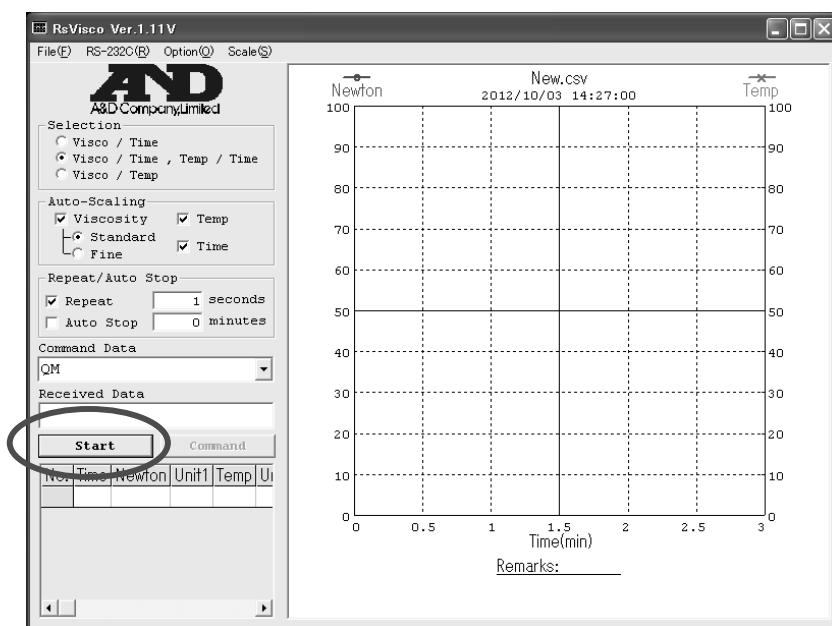 RsVisco Ver.1.11V
File(F) RS-232C(R) Option(O) Scale(S)
AND
A&D Company,Limited
Selection
Visco / Time
Visco / Time , Temp / Time
Visco / Temp
Auto-Scaling
Viscosity Temp
Standard
Time
Fine
Repeat/Auto Stop
Repeat 1 seconds
Auto Stop 0 minutes
Command Data
QM
Received Data
Start Command
No. Time Newton Unit1 Temp
New.csv
Newton 2012/10/03 14:27:00 Temp
100 100
90 90
80 80
70 70
60 60
50 50
40 40
30 30
20 20
10 10
0 0
0 0.5 1 1.5 2 2.5 3
Time(min)
Remarks: